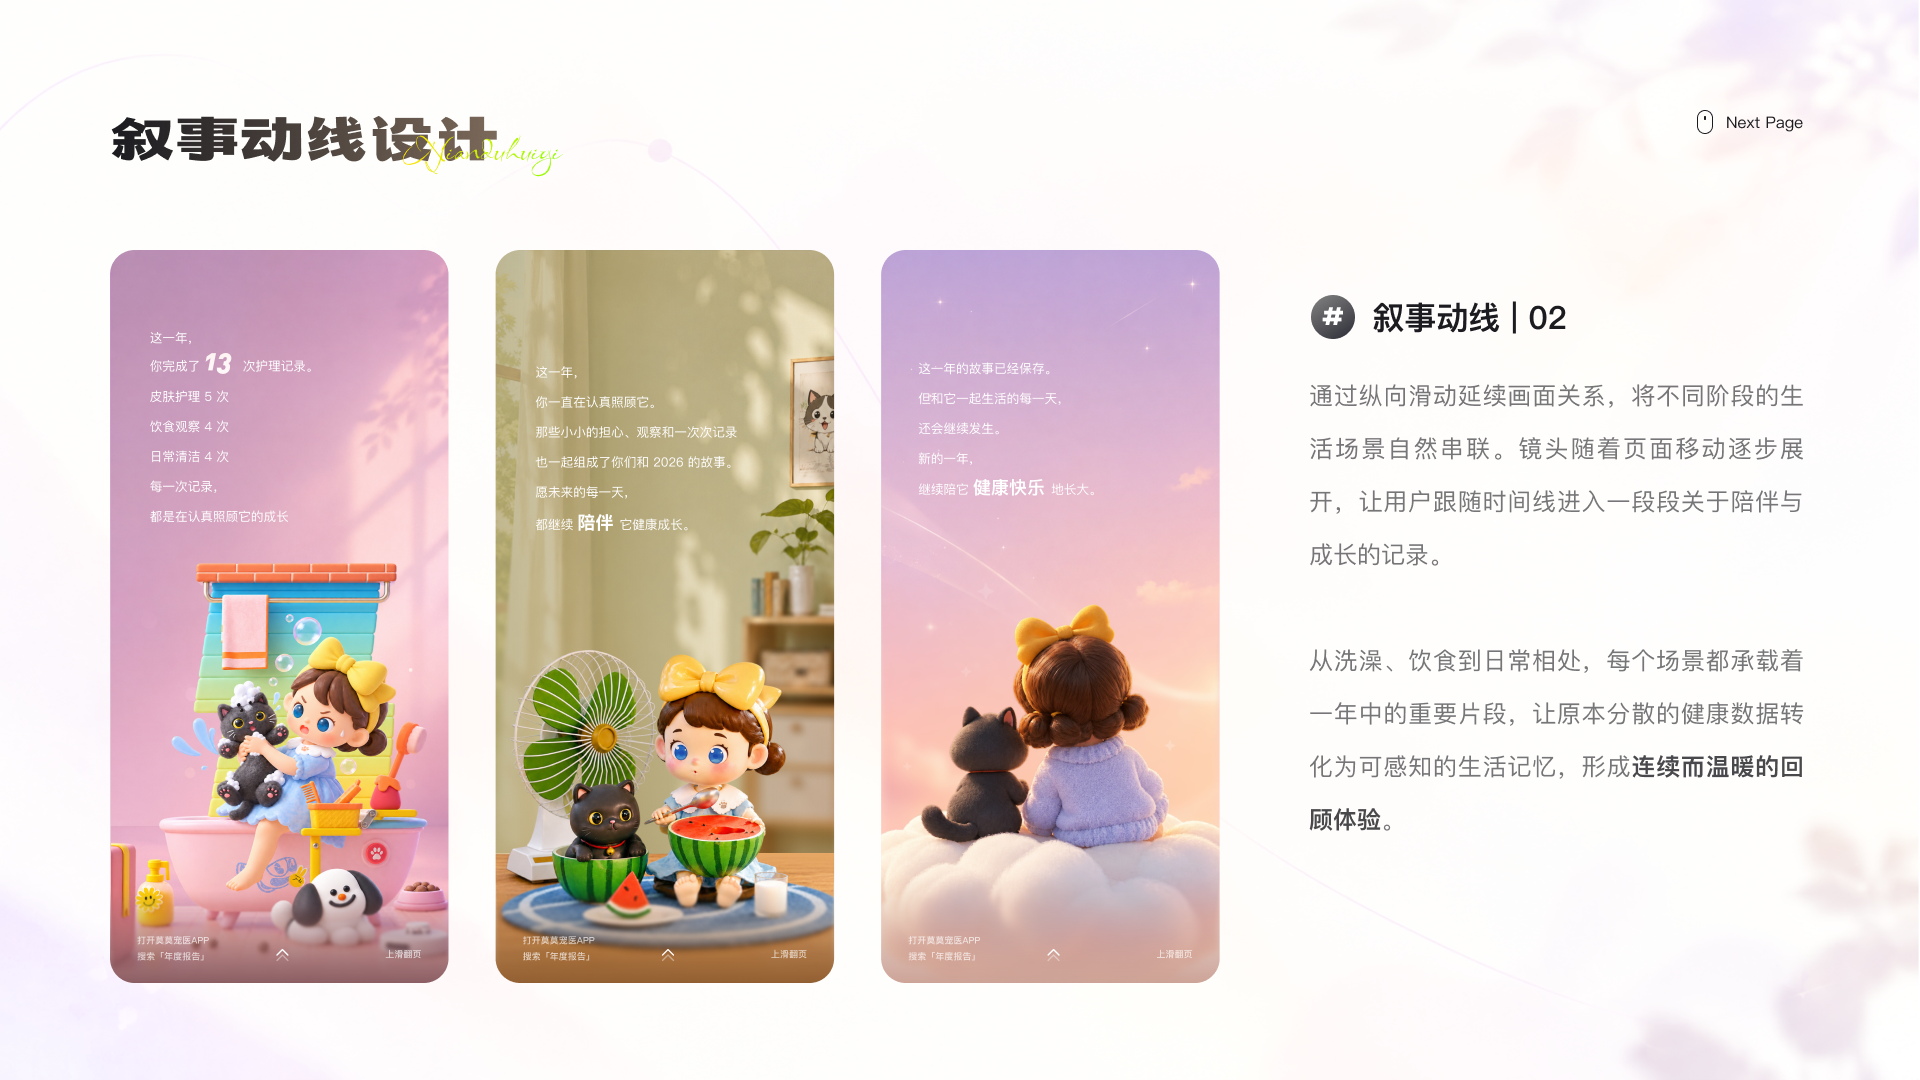 叙事动线设计
Nianduhuiyi
Next Page
这一年，
你完成了 13 次护理记录。
皮肤护理 5 次
饮食观察 4 次
日常清洁 4 次
每一次记录，
都是在认真照顾它的成长
打开莫莫宠医APP
搜索「年度报告」
上滑翻页
这一年，
你一直在认真照顾它。
那些小小的担心、观察和一次次记录
也一起组成了你们和 2026 的故事。
愿未来的每一天，
都继续 陪伴 它健康成长。
打开莫莫宠医APP
搜索「年度报告」
上滑翻页
这一年的故事已经保存。
但和它一起生活的每一天，
还会继续发生。
新的一年，
继续陪它 健康快乐 地长大。
打开莫莫宠医APP
搜索「年度报告」
上滑翻页
# 叙事动线 | 02
通过纵向滑动延续画面关系，将不同阶段的生
活场景自然串联。镜头随着页面移动逐步展
开，让用户跟随时间线进入一段段关于陪伴与
成长的记录。
从洗澡、饮食到日常相处，每个场景都承载着
一年中的重要片段，让原本分散的健康数据转
化为可感知的生活记忆，形成连续而温暖的回
顾体验。